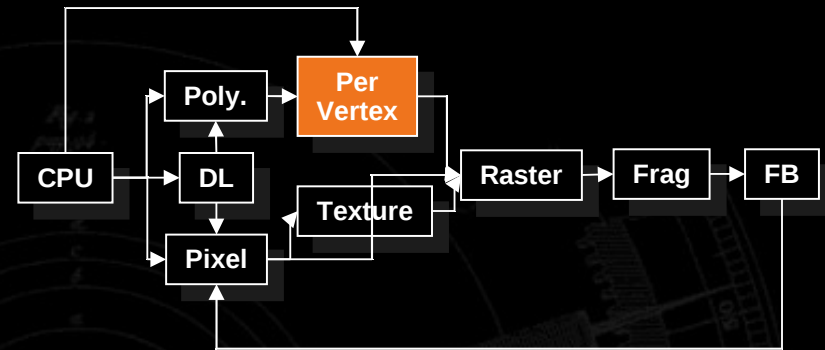 Per
Vertex
Poly.
CPU
DL
Raster
Frag
FB
Texture
Pixel